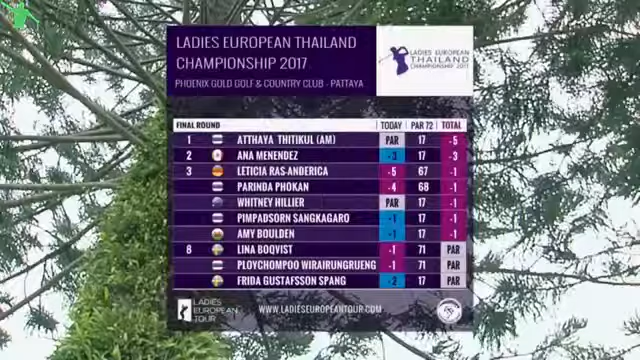 LADIES EUROPEAN THAILAND
CHAMPIONSHIP 2017
PHOENIX GOLD GOLF & COUNTRY CLUB - PATTAYA
LADIES EUROPEAN
THAILAND
CHAMPIONSHIP 2017
FINAL ROUND TODAY PAR 72 TOTAL
1 ATTHAYA THITIKUL (AM) PAR 17 -5
2 ANA MENENDEZ -3 17 -3
3 LETICIA RAS-ANDERICA -5 67 -1
PARINDA PHOKAN -4 68 -1
WHITNEY HILLIER PAR 17 -1
PIMPADSORN SANGKAGARO -1 17 -1
AMY BOULDEN -1 17 -1
8 LINA BOQVIST -1 71 PAR
PLOYCHOMPOO WIRAIRUNGRUENG -1 71 PAR
FRIDA GUSTAFSSON SPANG -2 17 PAR
LADIES
EUROPEAN
TOUR
WWW.LADIESEUROPEANTOUR.COM